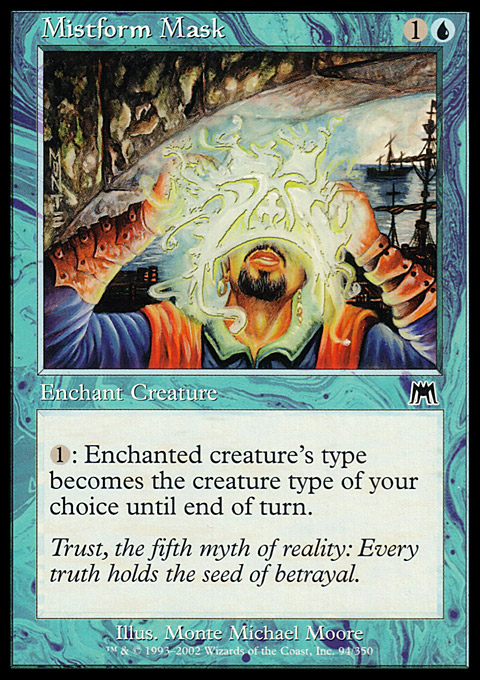 Mistform Mask 1
MONTE
Enchant Creature
1: Enchanted creature's type
becomes the creature type of your
choice until end of turn.
Trust, the fifth myth of reality: Every
truth holds the seed of betrayal.
Illus. Monte Michael Moore
™ & © 1993–2002 Wizards of the Coast, Inc. 94/350